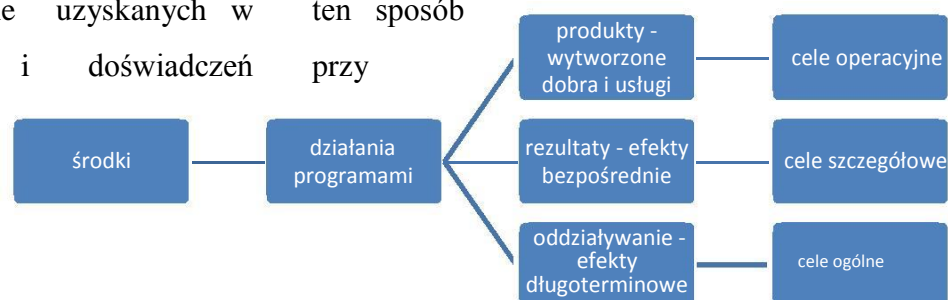 ie uzyskanych w ten sposób
i doświadczeń przy
środki
działania
programami
produkty -
wytworzone
dobra i usługi
cele operacyjne
rezultaty - efekty
bezpośrednie
cele szczegółowe
oddziaływanie -
efekty
długoterminowe
cele ogólne